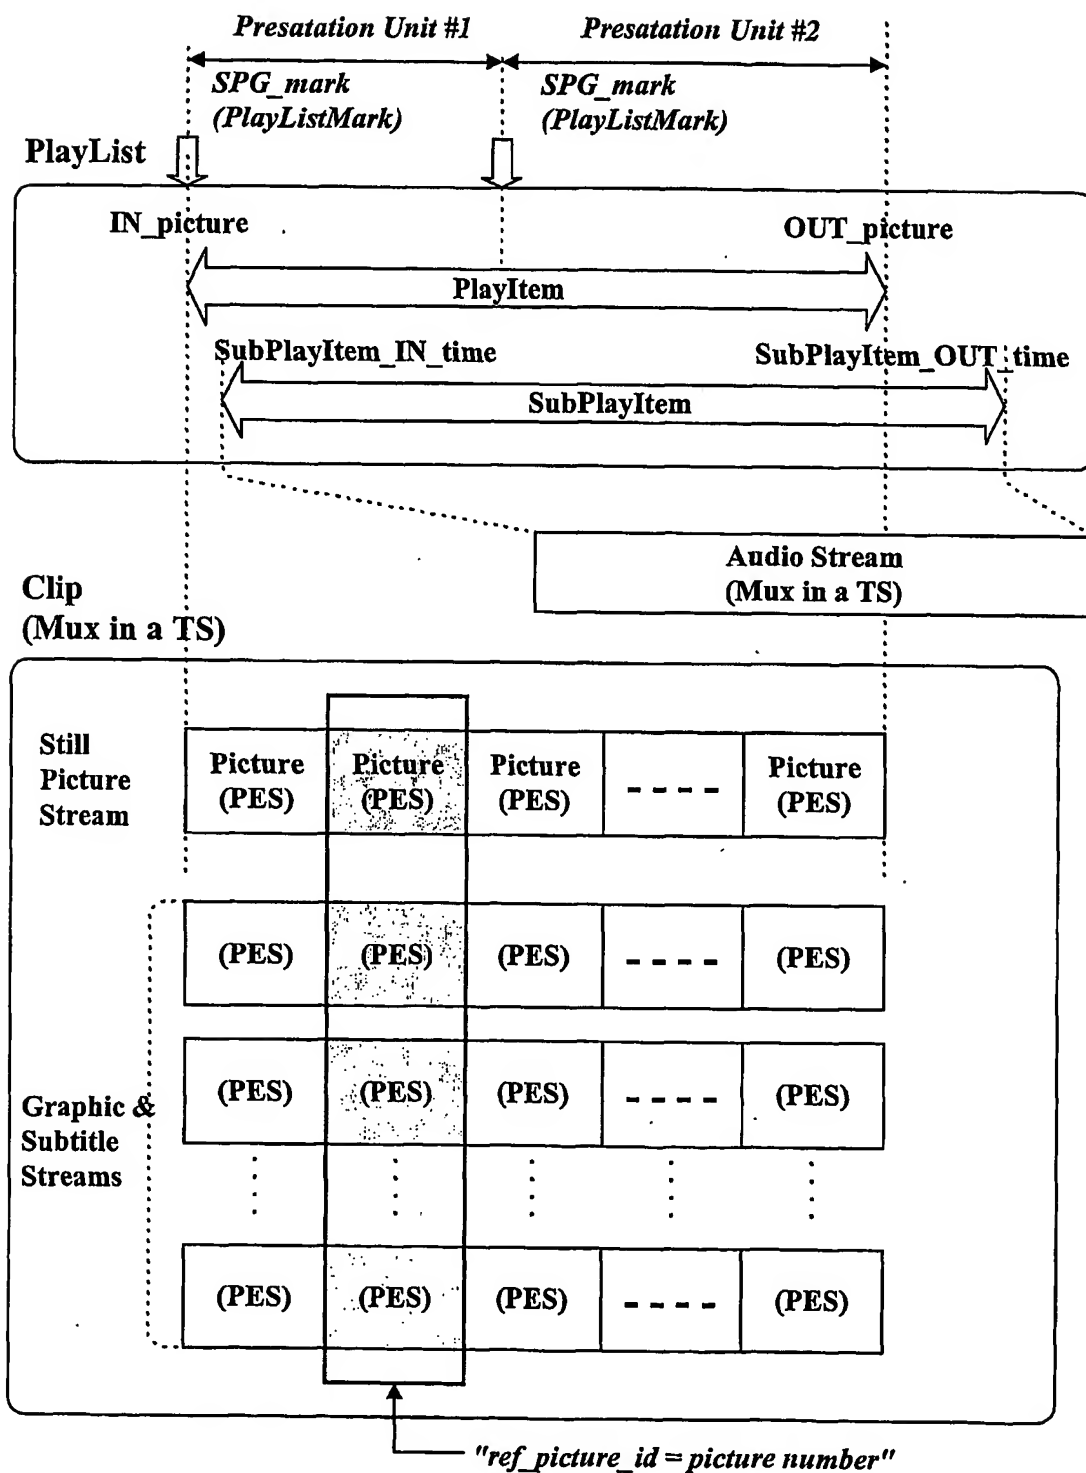 Presatation Unit #1
Presatation Unit #2
SPG_mark
(PlayListMark)
SPG_mark
(PlayListMark)
PlayList
IN_picture
OUT_picture
PlayItem
SubPlayItem_IN_time
SubPlayItem_OUT_time
SubPlayItem
Audio Stream
(Mux in a TS)
Clip
(Mux in a TS)
Still
Picture
Stream
Picture
(PES)
Picture
(PES)
Picture
(PES)
- - - -
Picture
(PES)
Graphic &
Subtitle
Streams
(PES)
(PES)
(PES)
- - - -
(PES)
(PES)
(PES)
(PES)
- - - -
(PES)
(PES)
(PES)
(PES)
- - - -
(PES)
"ref_picture_id = picture number"